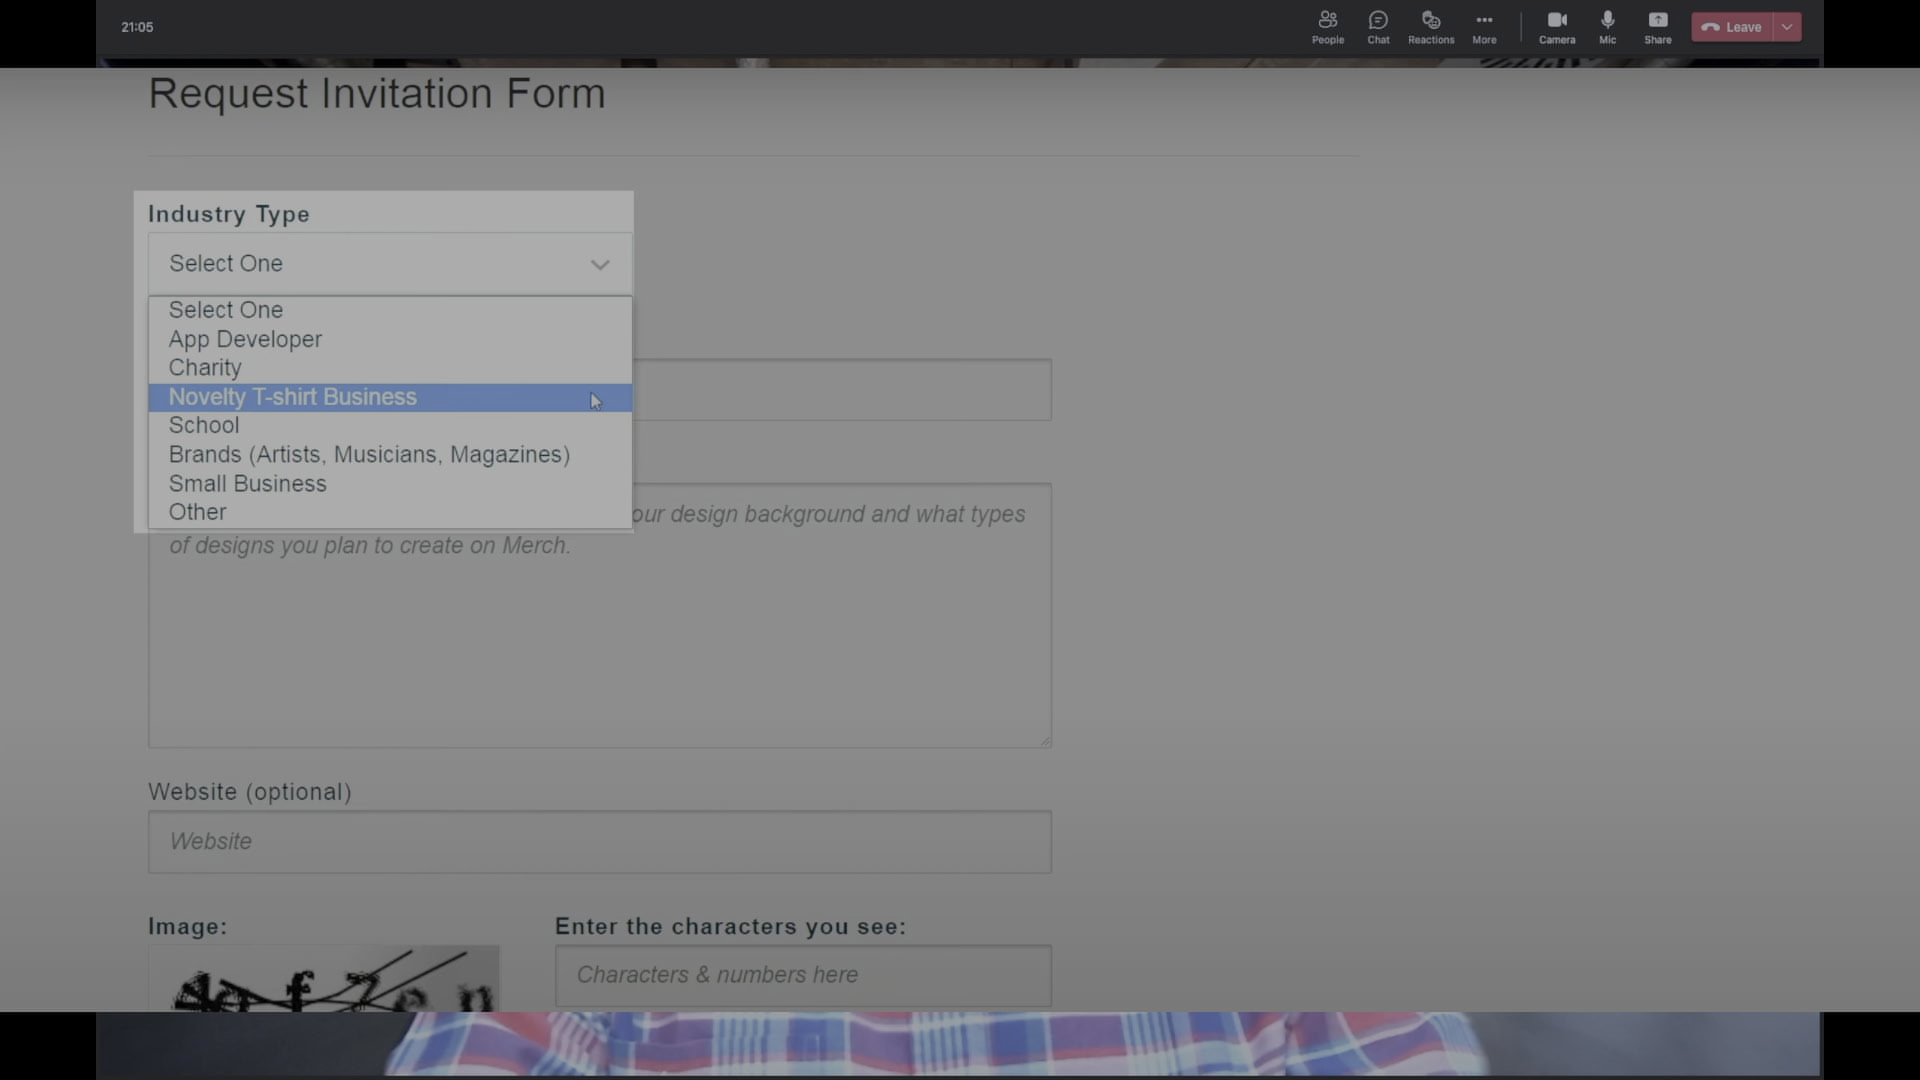 21:05
People
Chat
Reactions
More
Camera
Mic
Share
Leave
Request Invitation Form
Industry Type
Select One
Select One
App Developer
Charity
Novelty T-shirt Business
School
Brands (Artists, Musicians, Magazines)
Small Business
Other
our design background and what types
of designs you plan to create on Merch.
Website (optional)
Website
Image:
Enter the characters you see:
Characters & numbers here